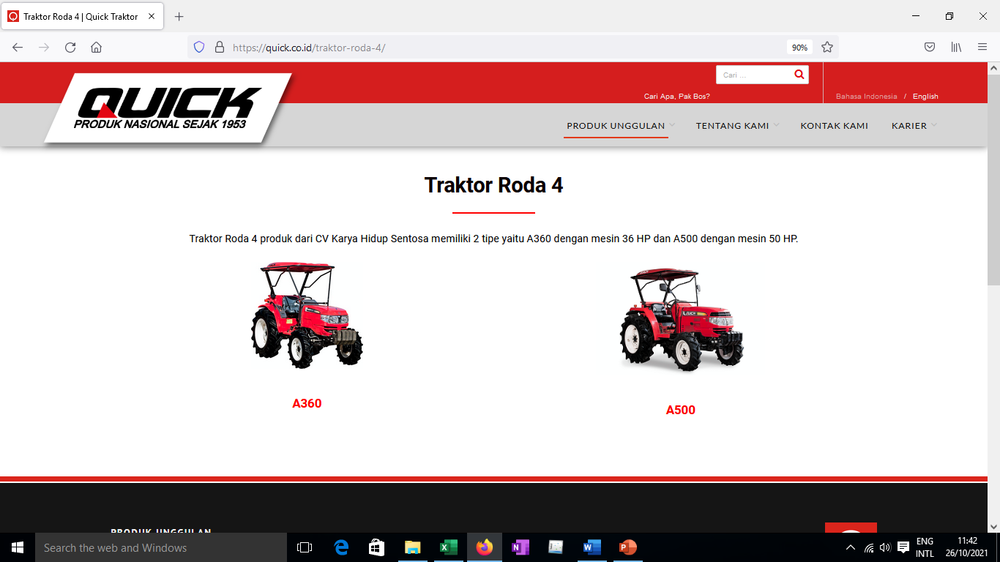 Traktor Roda 4 | Quick Traktor
https://quick.co.id/traktor-roda-4/
90%
Cari ...
Cari Apa, Pak Bos?
Bahasa Indonesia / English
QUICK
PRODUK NASIONAL SEJAK 1953
PRODUK UNGGULAN
TENTANG KAMI
KONTAK KAMI
KARIER
Traktor Roda 4
Traktor Roda 4 produk dari CV Karya Hidup Sentosa memiliki 2 tipe yaitu A360 dengan mesin 36 HP dan A500 dengan mesin 50 HP.
QUICK
A360
A500
PRODUK UNGGULAN
Search the web and Windows
ENG
INTL
11:42
26/10/2021